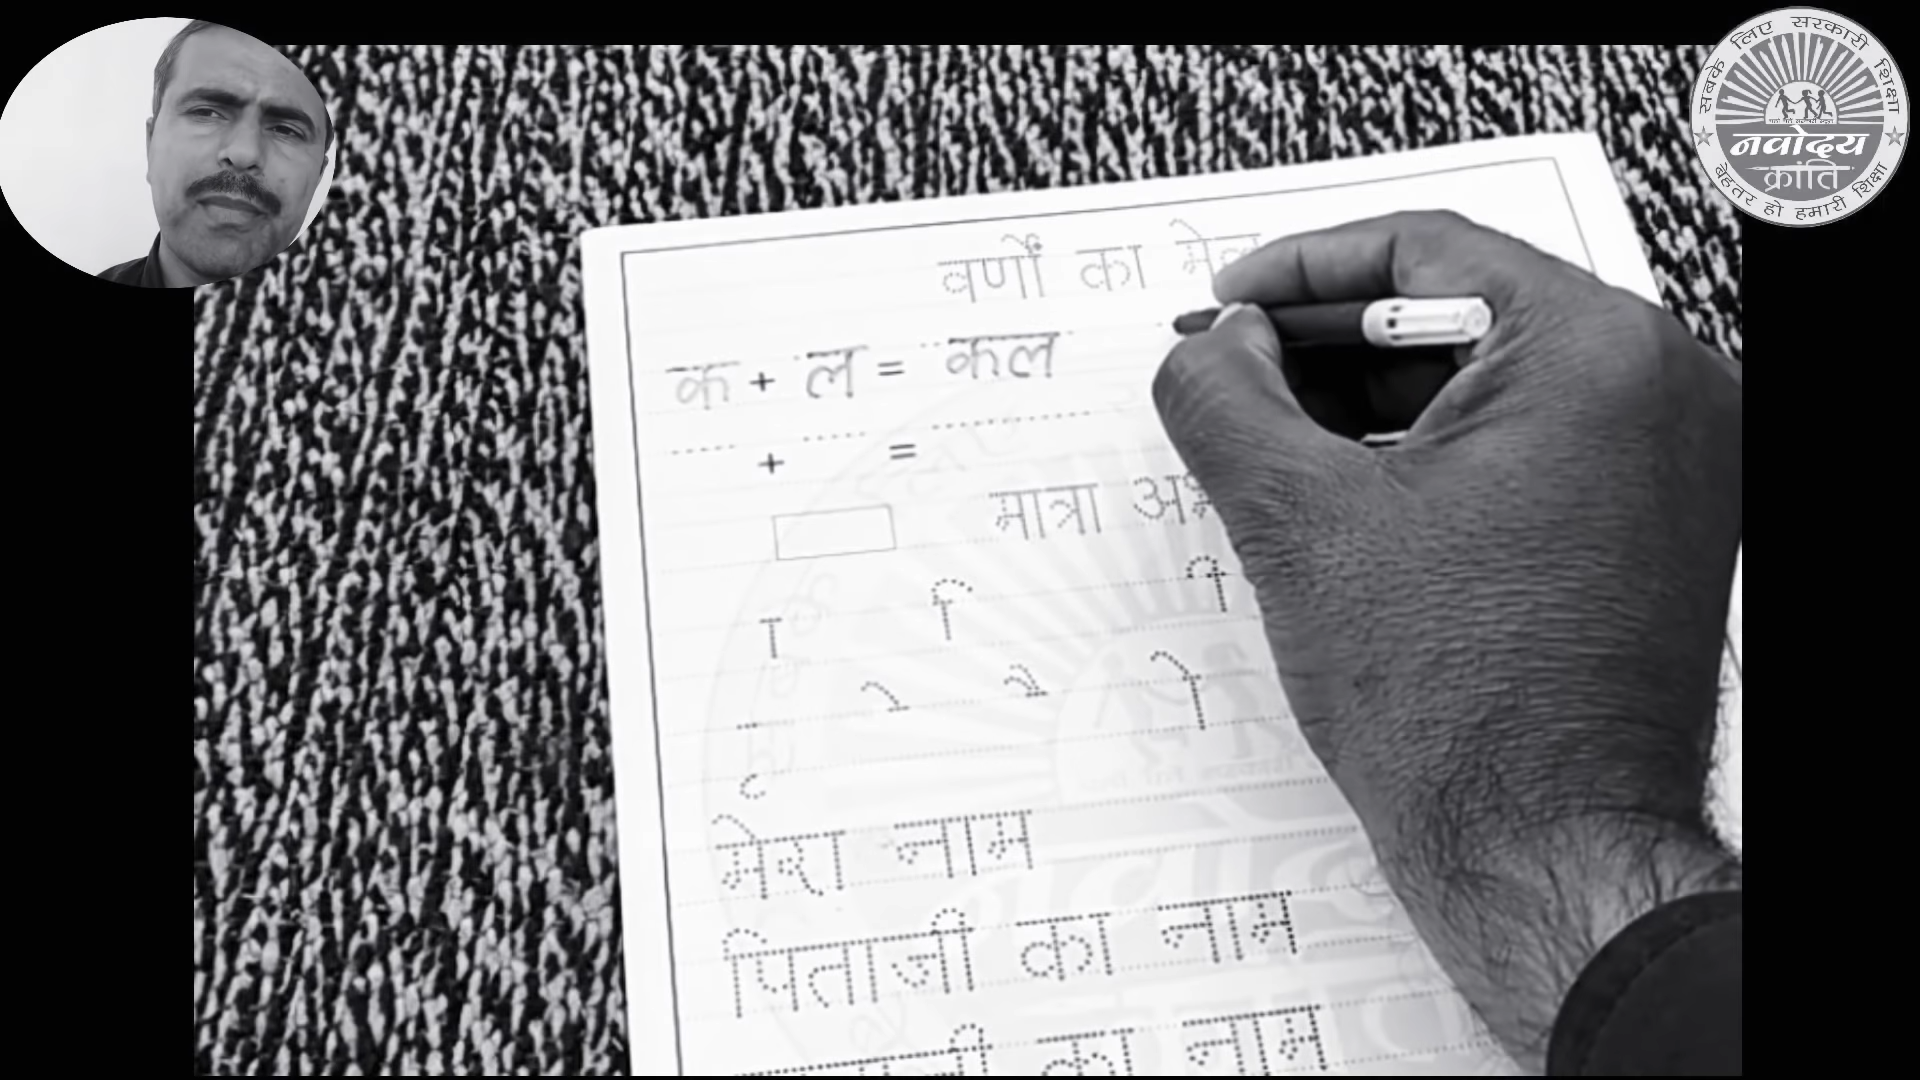 सबके लिए सरकारी शिक्षा
नवोदय
क्रांति
बेहतर हो हमारी शिक्षा
वर्णों का मेल
क + ल = कल
+ =
मात्रा
ा ि ी
- े ै ो
मेरा नाम
पिताजी का नाम
का नाम